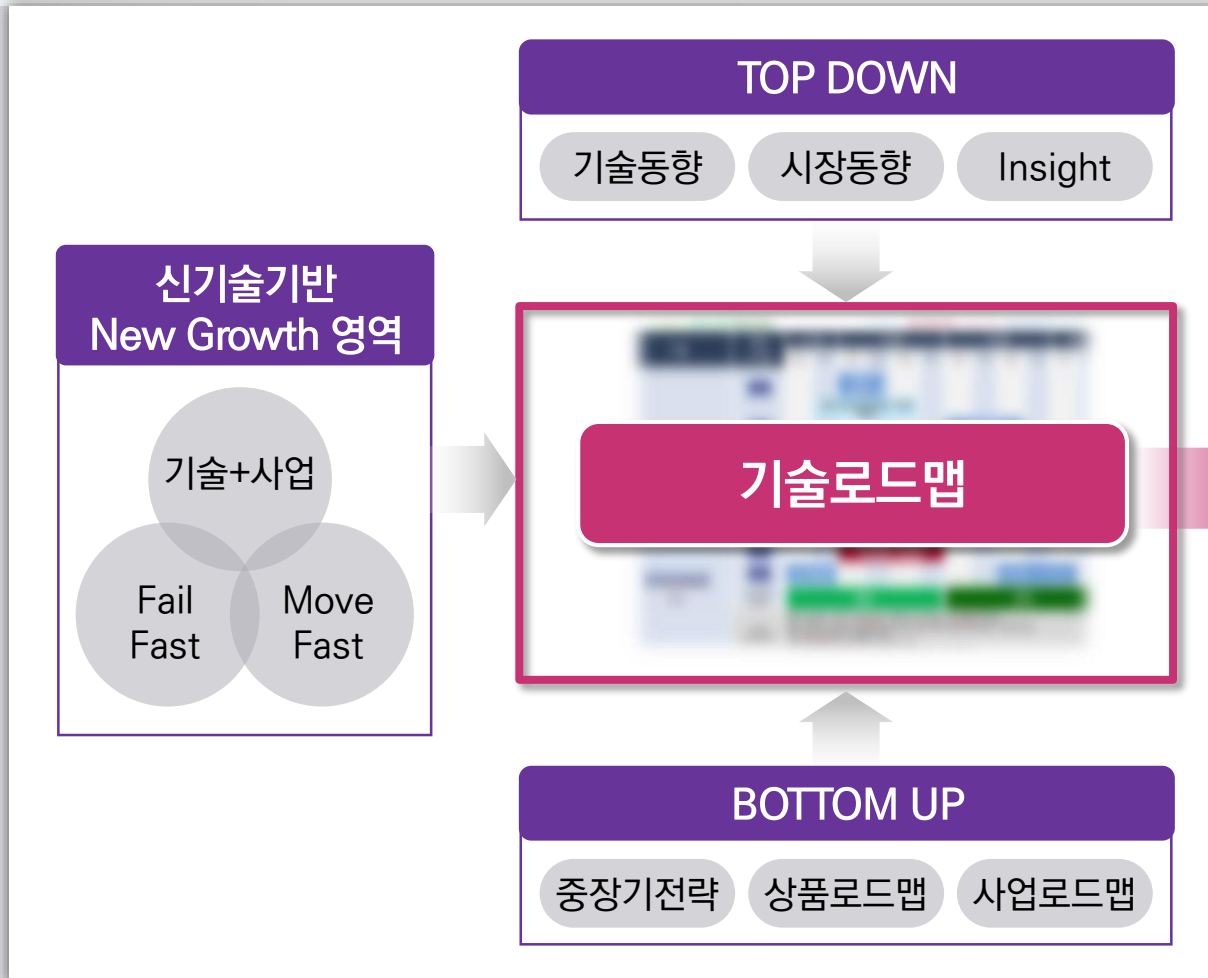 TOP DOWN
기술동향
시장동향
Insight
신기술기반
New Growth 영역
기술+사업
Fail
Fast
Move
Fast
기술로드맵
BOTTOM UP
중장기전략
상품로드맵
사업로드맵